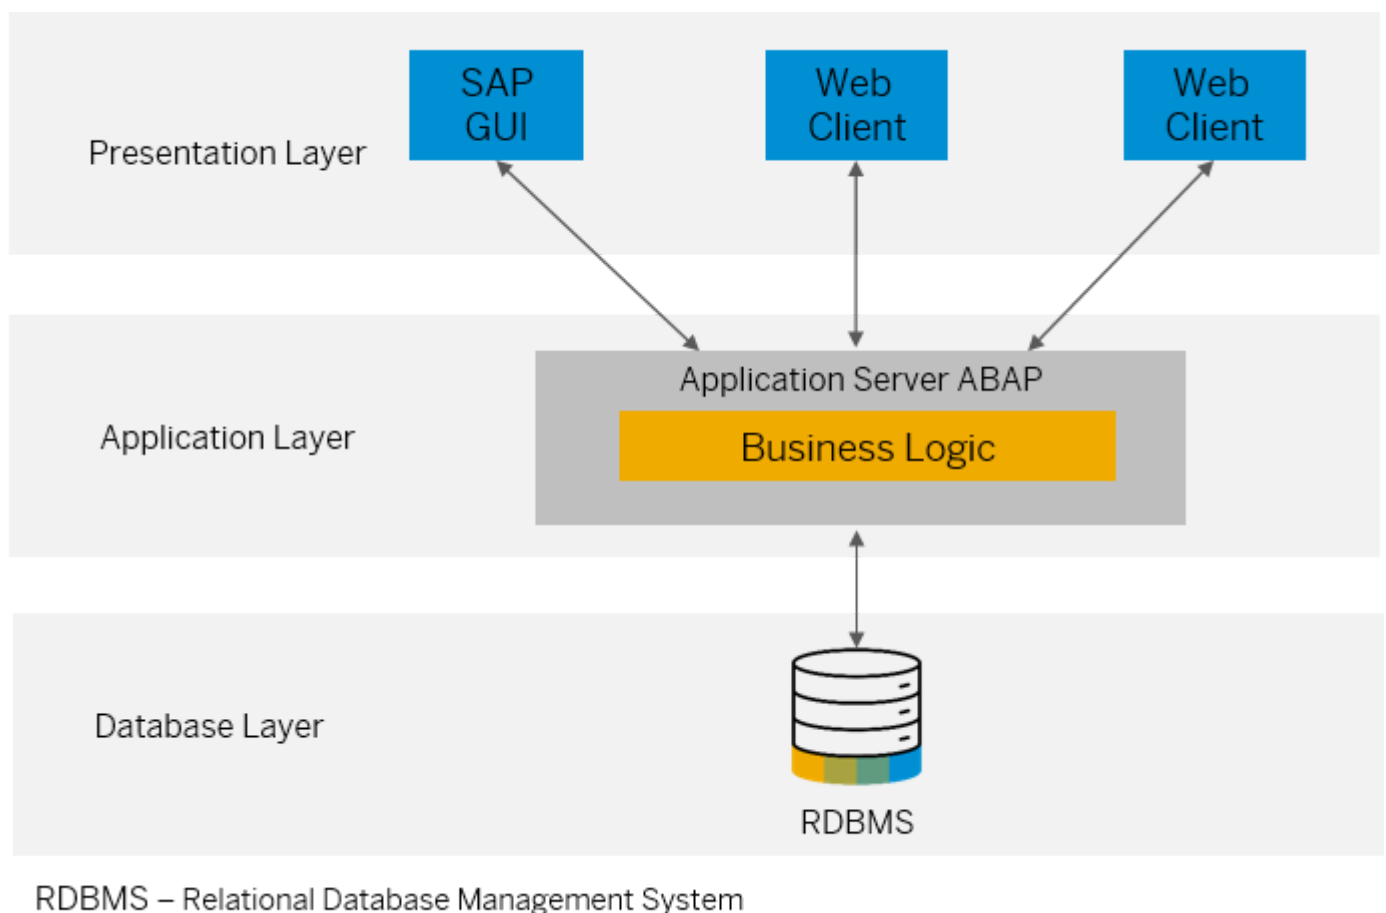 SAP
GUI
Web
Client
Web
Client
Presentation Layer
Application Server ABAP
Application Layer
Business Logic
Database Layer
RDBMS
RDBMS – Relational Database Management System